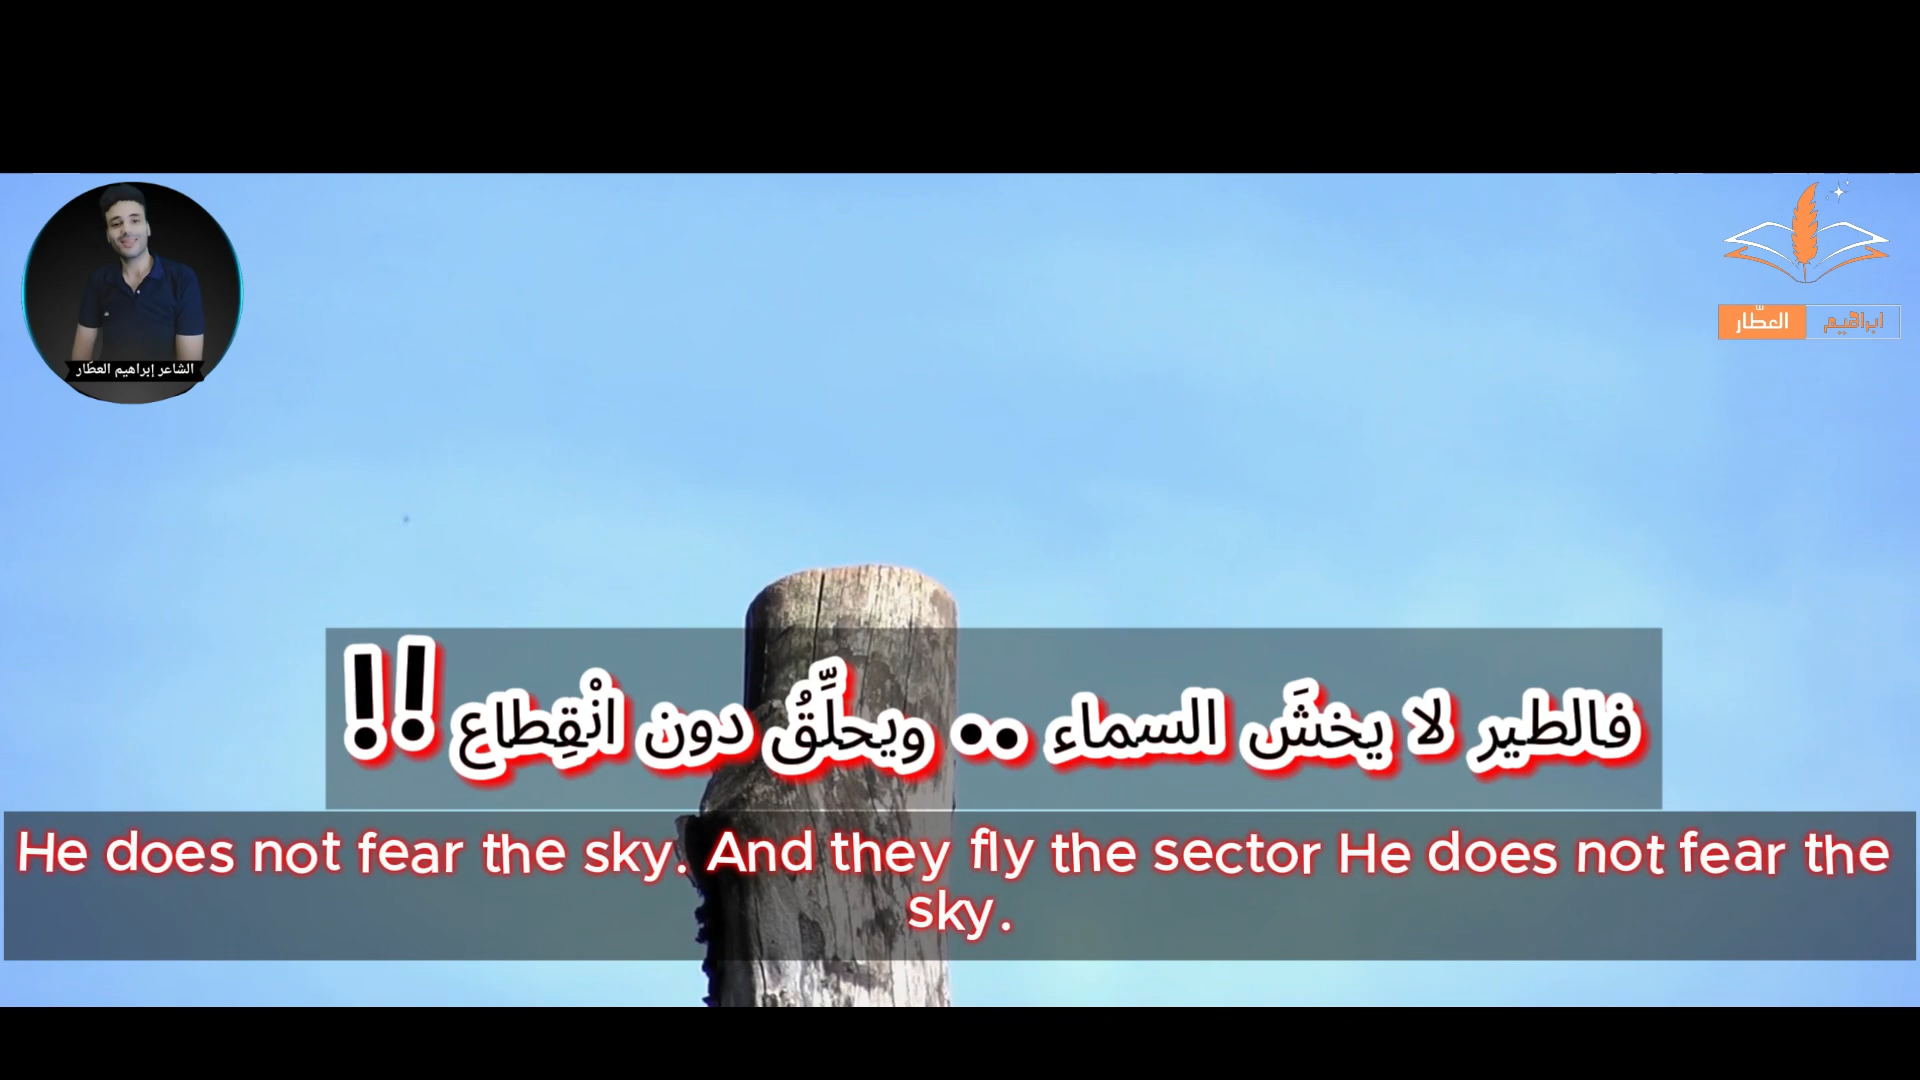 الشاعر إبراهيم العطّار
ابراهيم العطّار
فالطير لا يخشَ السماء .. ويحلِّقُ دون انْقِطاع !!
He does not fear the sky. And they fly the sector He does not fear the
sky.